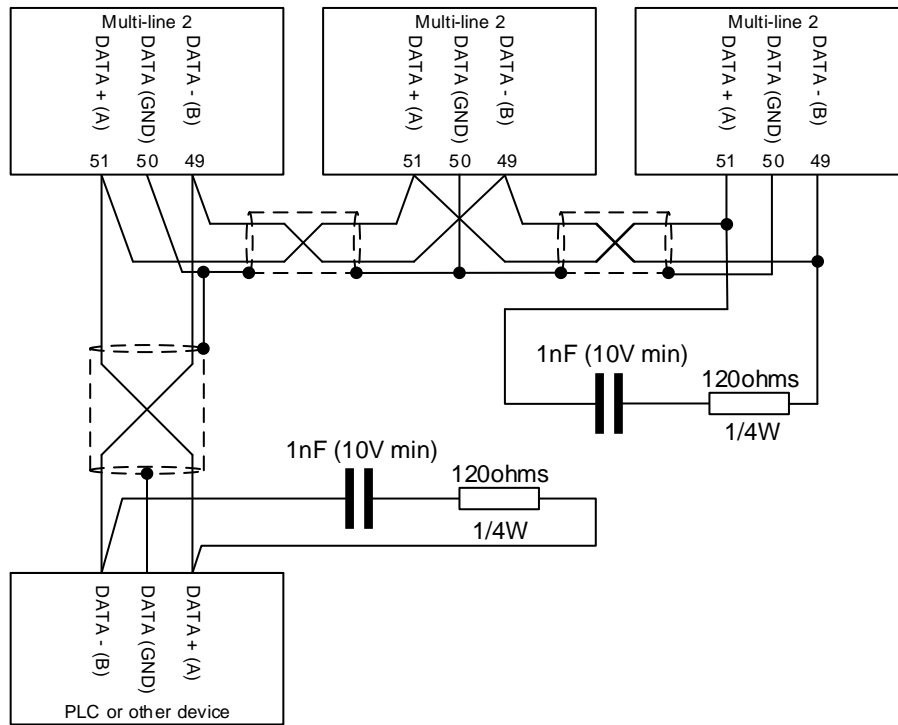 Multi-line 2
DATA + (A)
DATA (GND)
DATA - (B)
51
50
49
Multi-line 2
DATA + (A)
DATA (GND)
DATA - (B)
51
50
49
Multi-line 2
DATA + (A)
DATA (GND)
DATA - (B)
51
50
49
1nF (10V min)
120ohms
1/4W
1nF (10V min)
120ohms
1/4W
DATA - (B)
DATA (GND)
DATA + (A)
PLC or other device